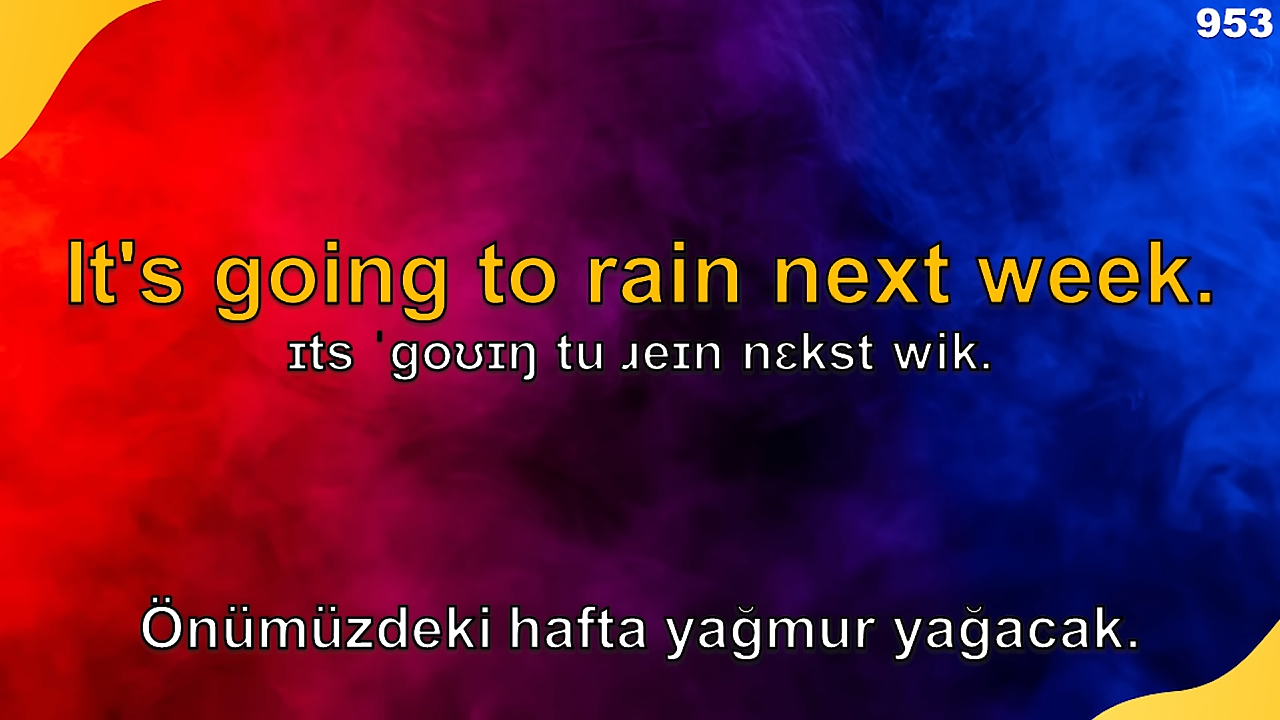 953
It's going to rain next week.
ɪts ˈɡoʊɪŋ tu ɹeɪn nɛkst wik.
Önümüzdeki hafta yağmur yağacak.